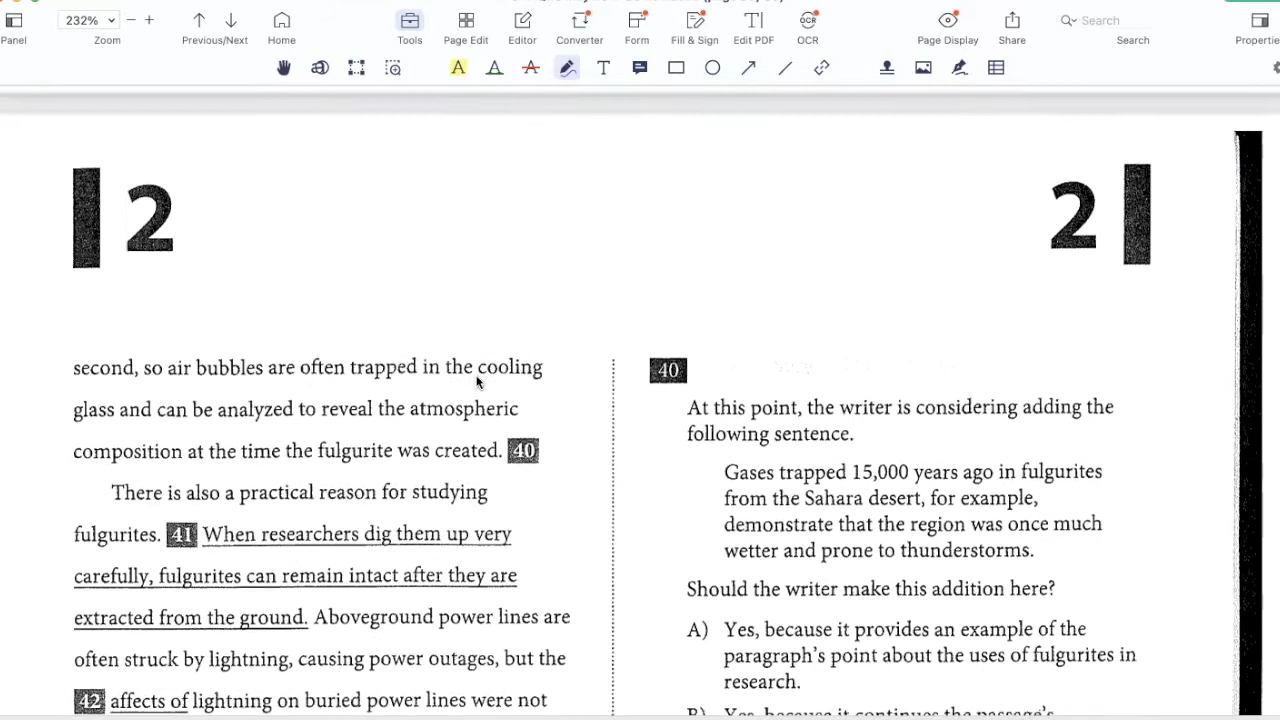 232%
Panel
Zoom
Previous/Next
Home
Tools
Page Edit
Editor
Converter
Form
Fill & Sign
Edit PDF
OCR
Page Display
Share
Search
Search
Propertie
2
2
second, so air bubbles are often trapped in the cooling
glass and can be analyzed to reveal the atmospheric
composition at the time the fulgurite was created. 40
There is also a practical reason for studying
fulgurites. 41 When researchers dig them up very
carefully, fulgurites can remain intact after they are
extracted from the ground. Aboveground power lines are
often struck by lightning, causing power outages, but the
42 affects of lightning on buried power lines were not
40
At this point, the writer is considering adding the
following sentence.
Gases trapped 15,000 years ago in fulgurites
from the Sahara desert, for example,
demonstrate that the region was once much
wetter and prone to thunderstorms.
Should the writer make this addition here?
A) Yes, because it provides an example of the
paragraph's point about the uses of fulgurites in
research.
B) Yes, because it continues the passage's